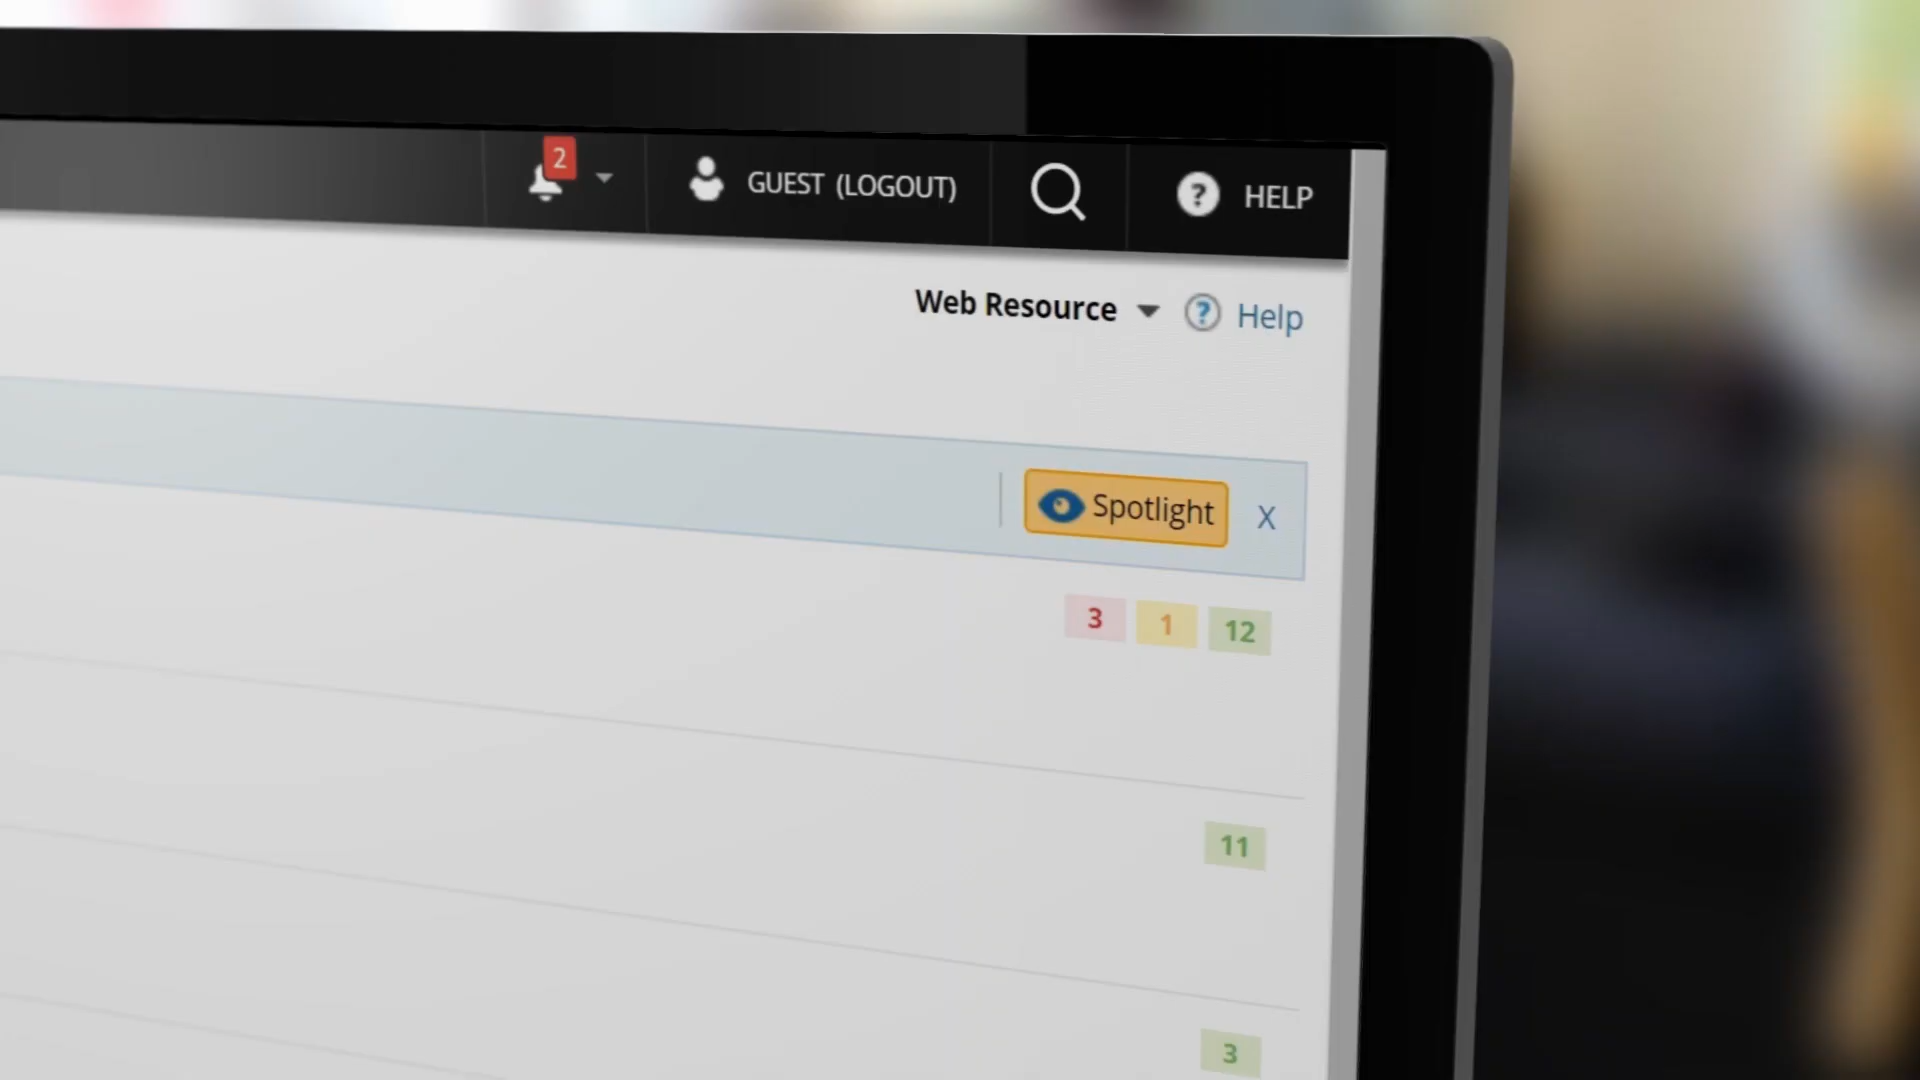 2
GUEST (LOGOUT)
? HELP
Web Resource ? Help
Spotlight X
3 1 12
11
3